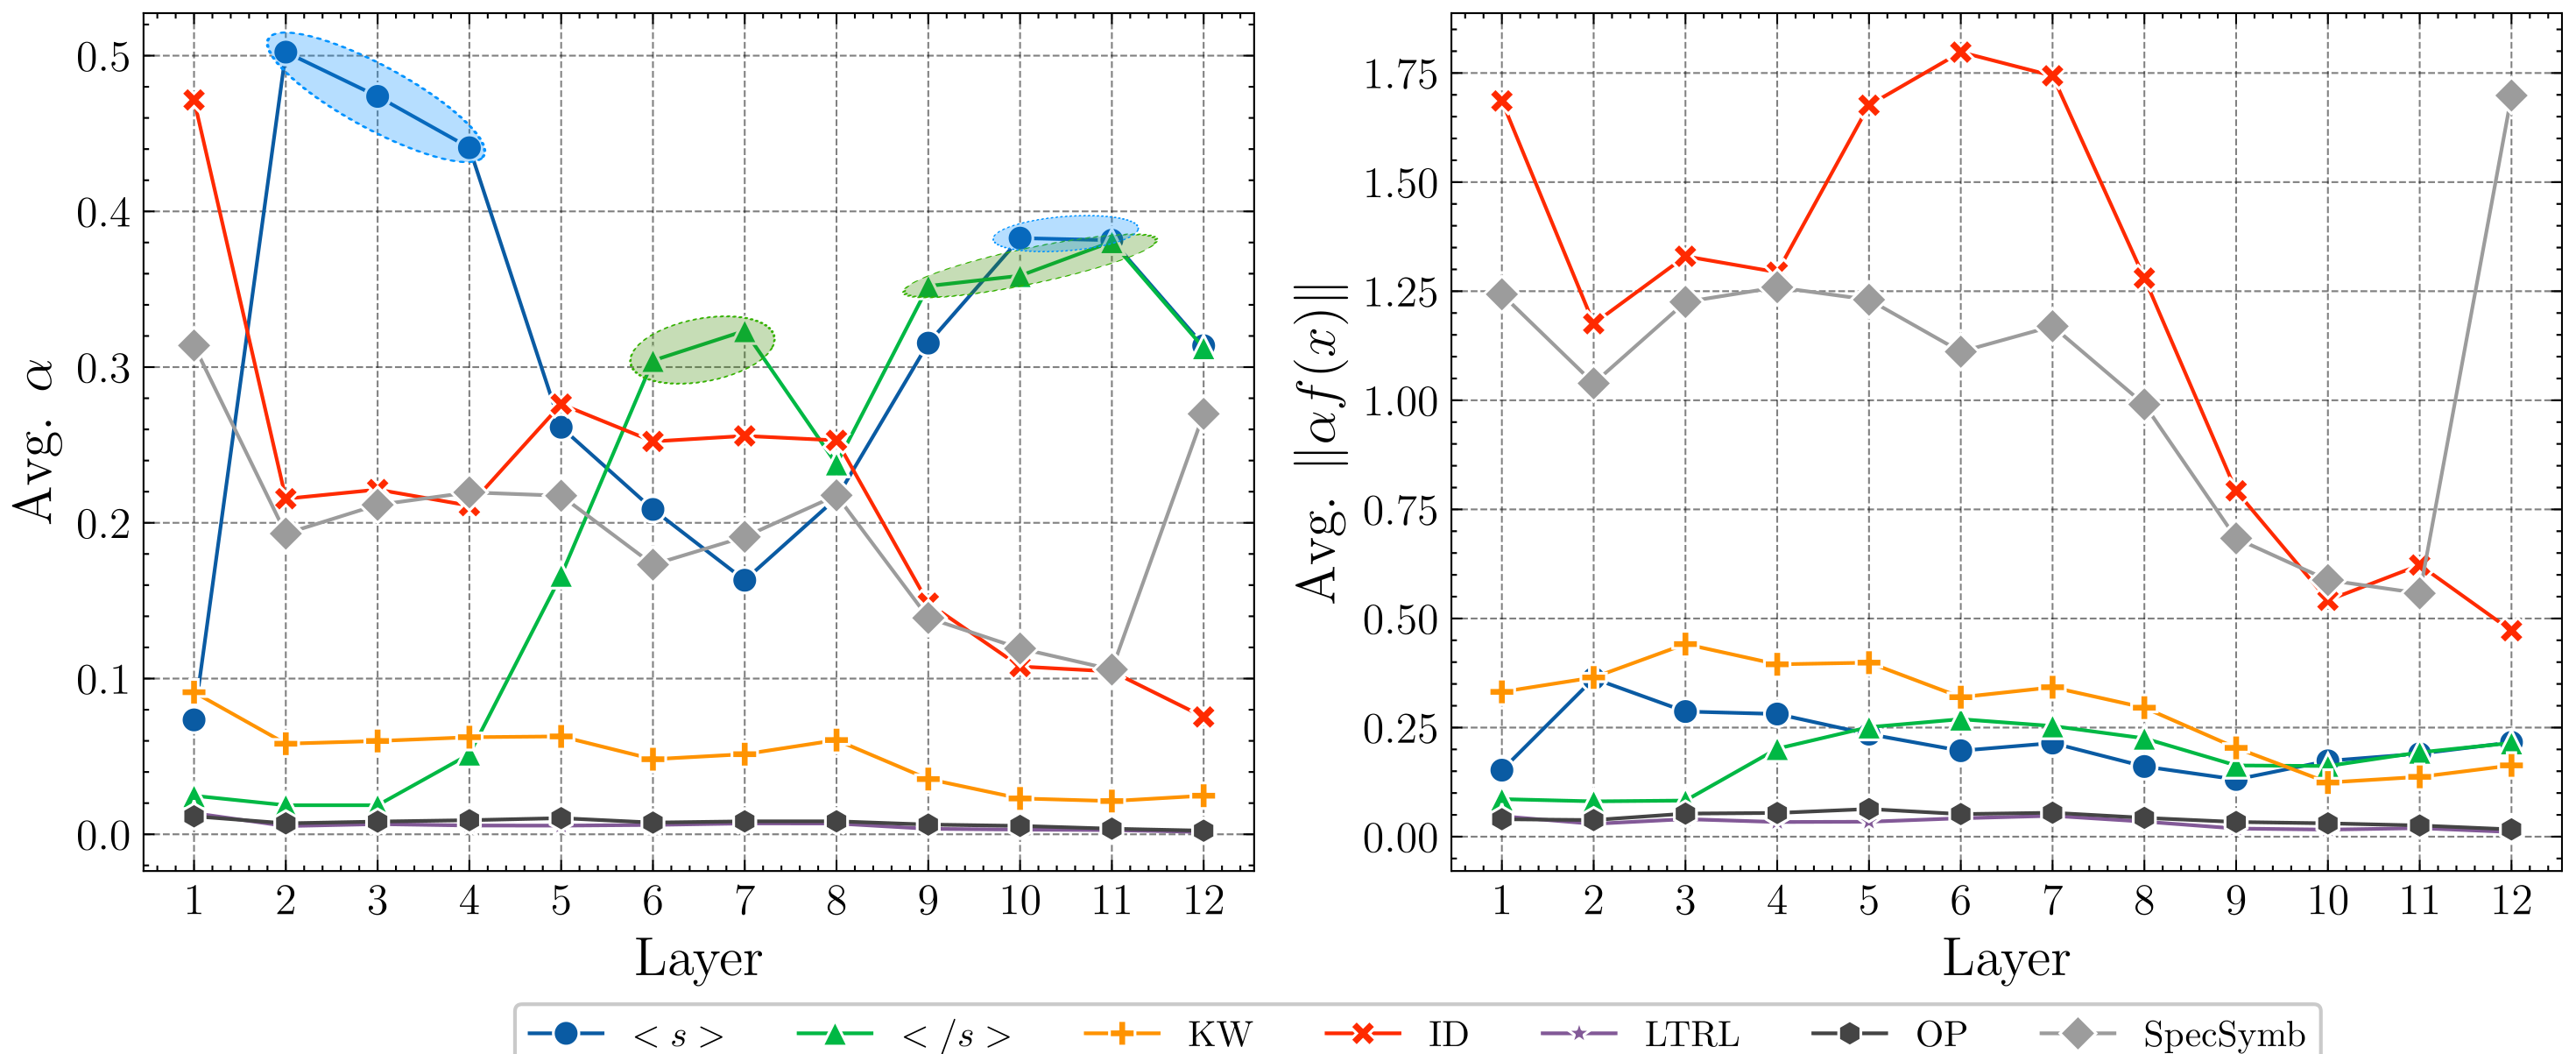 0.5
0.4
0.3
0.2
0.1
0.0
Avg. α
1 2 3 4 5 6 7 8 9 10 11 12
Layer
1.75
1.50
1.25
1.00
0.75
0.50
0.25
0.00
Avg. ‖αf(x)‖
1 2 3 4 5 6 7 8 9 10 11 12
Layer
<s> </s> KW ID LTRL OP SpecSymb